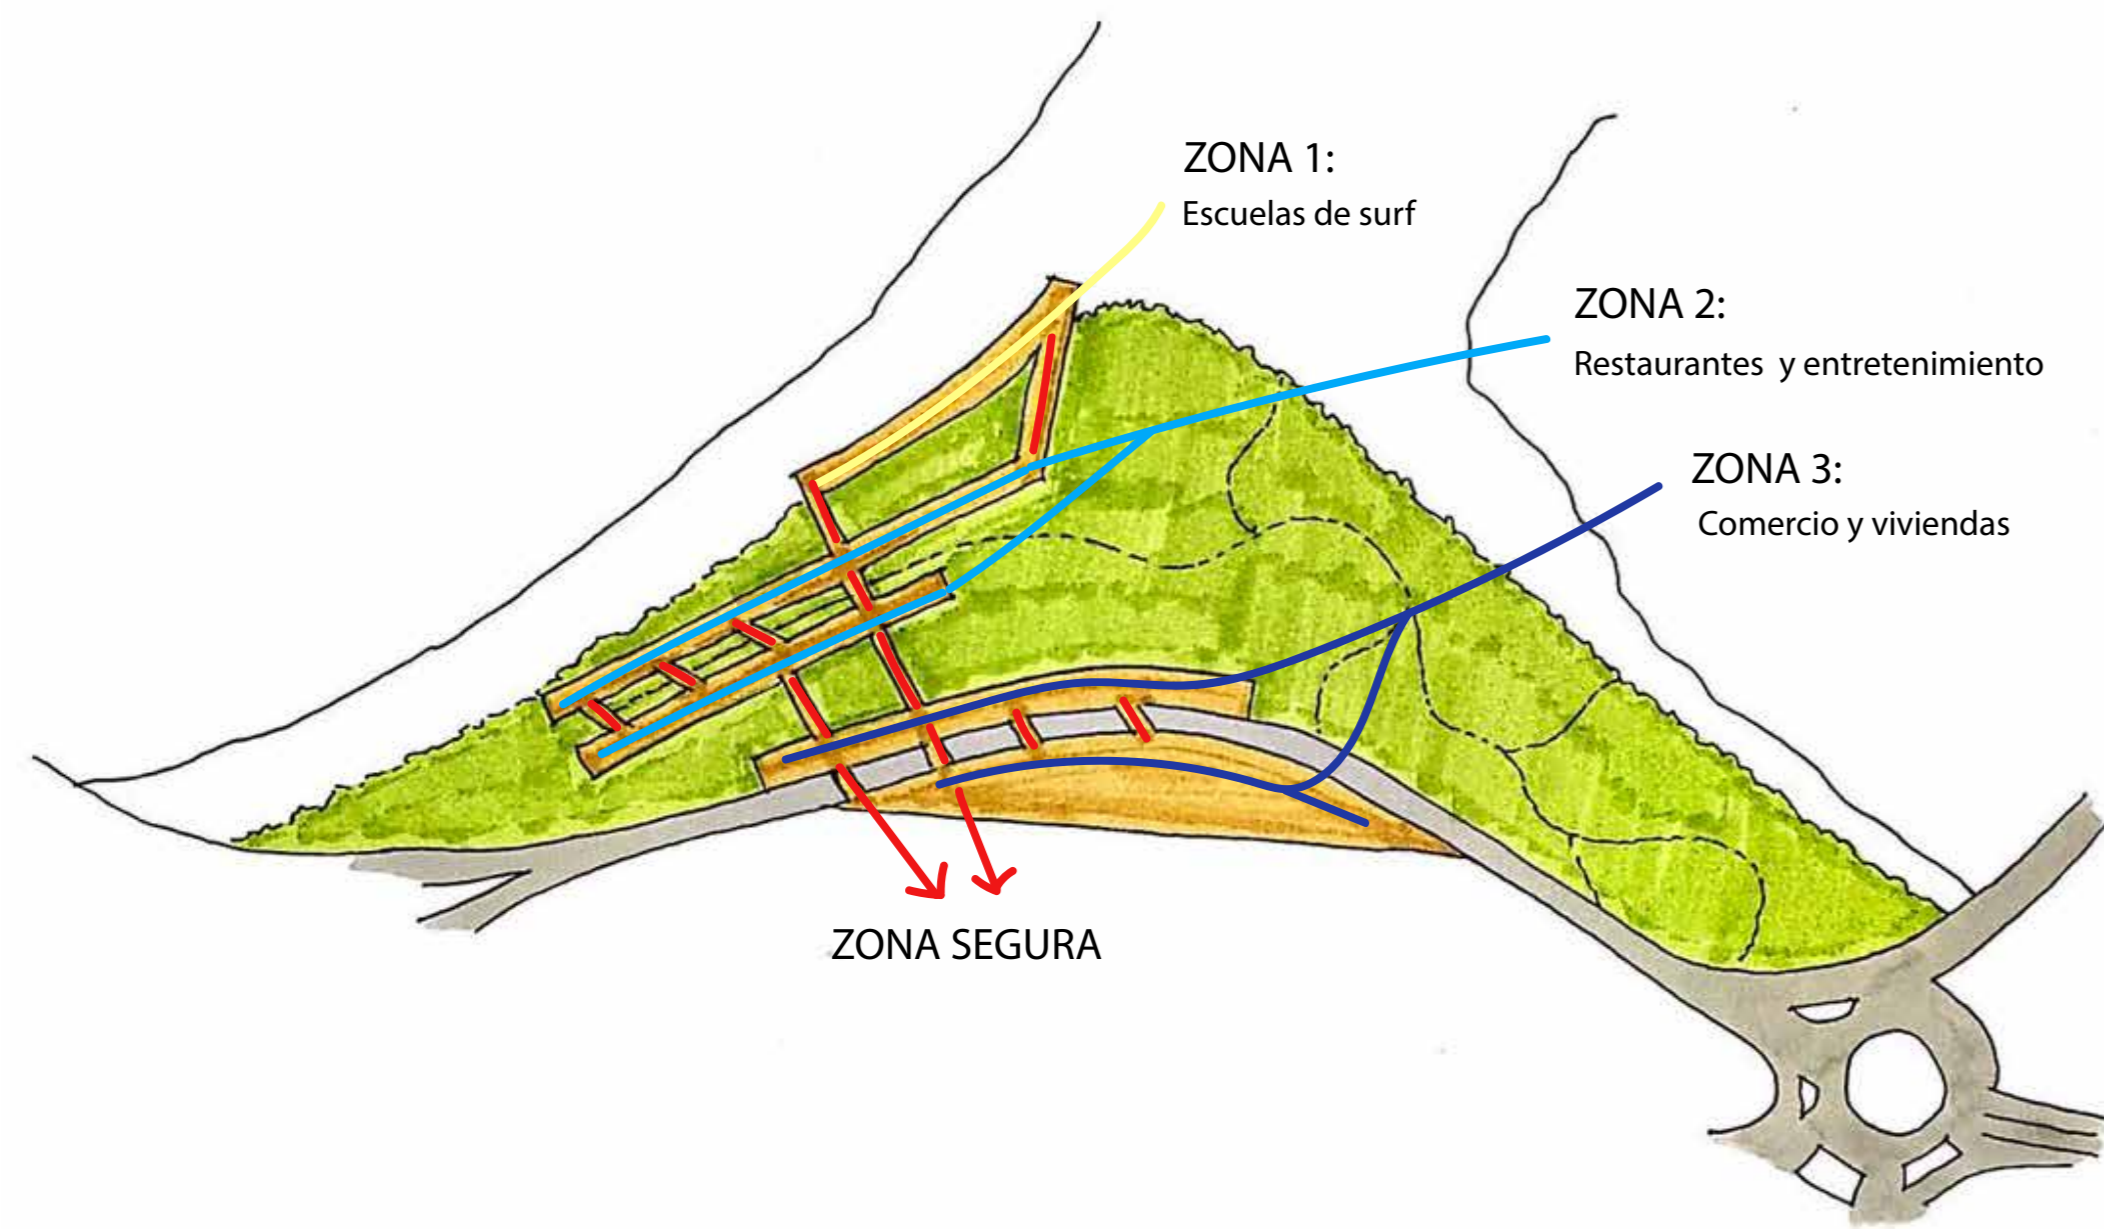 ZONA 1:
Escuelas de surf
ZONA 2:
Restaurantes y entretenimiento
ZONA 3:
Comercio y viviendas
ZONA SEGURA